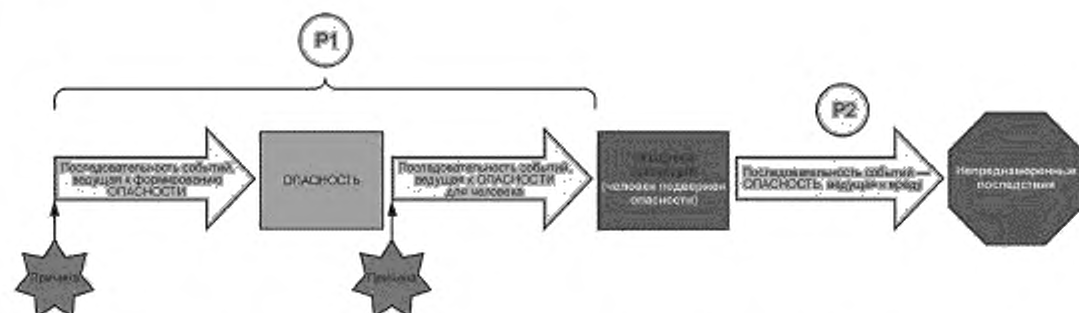 P1
P2
Последовательность событий,
ведущая к формированию
ОПАСНОСТИ
ОПАСНОСТЬ
Последовательность событий,
ведущая к ОПАСНОСТИ
для человека
(человек подвержен
опасности)
Последовательность событий —
ОПАСНОСТЬ, ведущая к вреду
Непреднамеренные
последствия
Причина
Причина